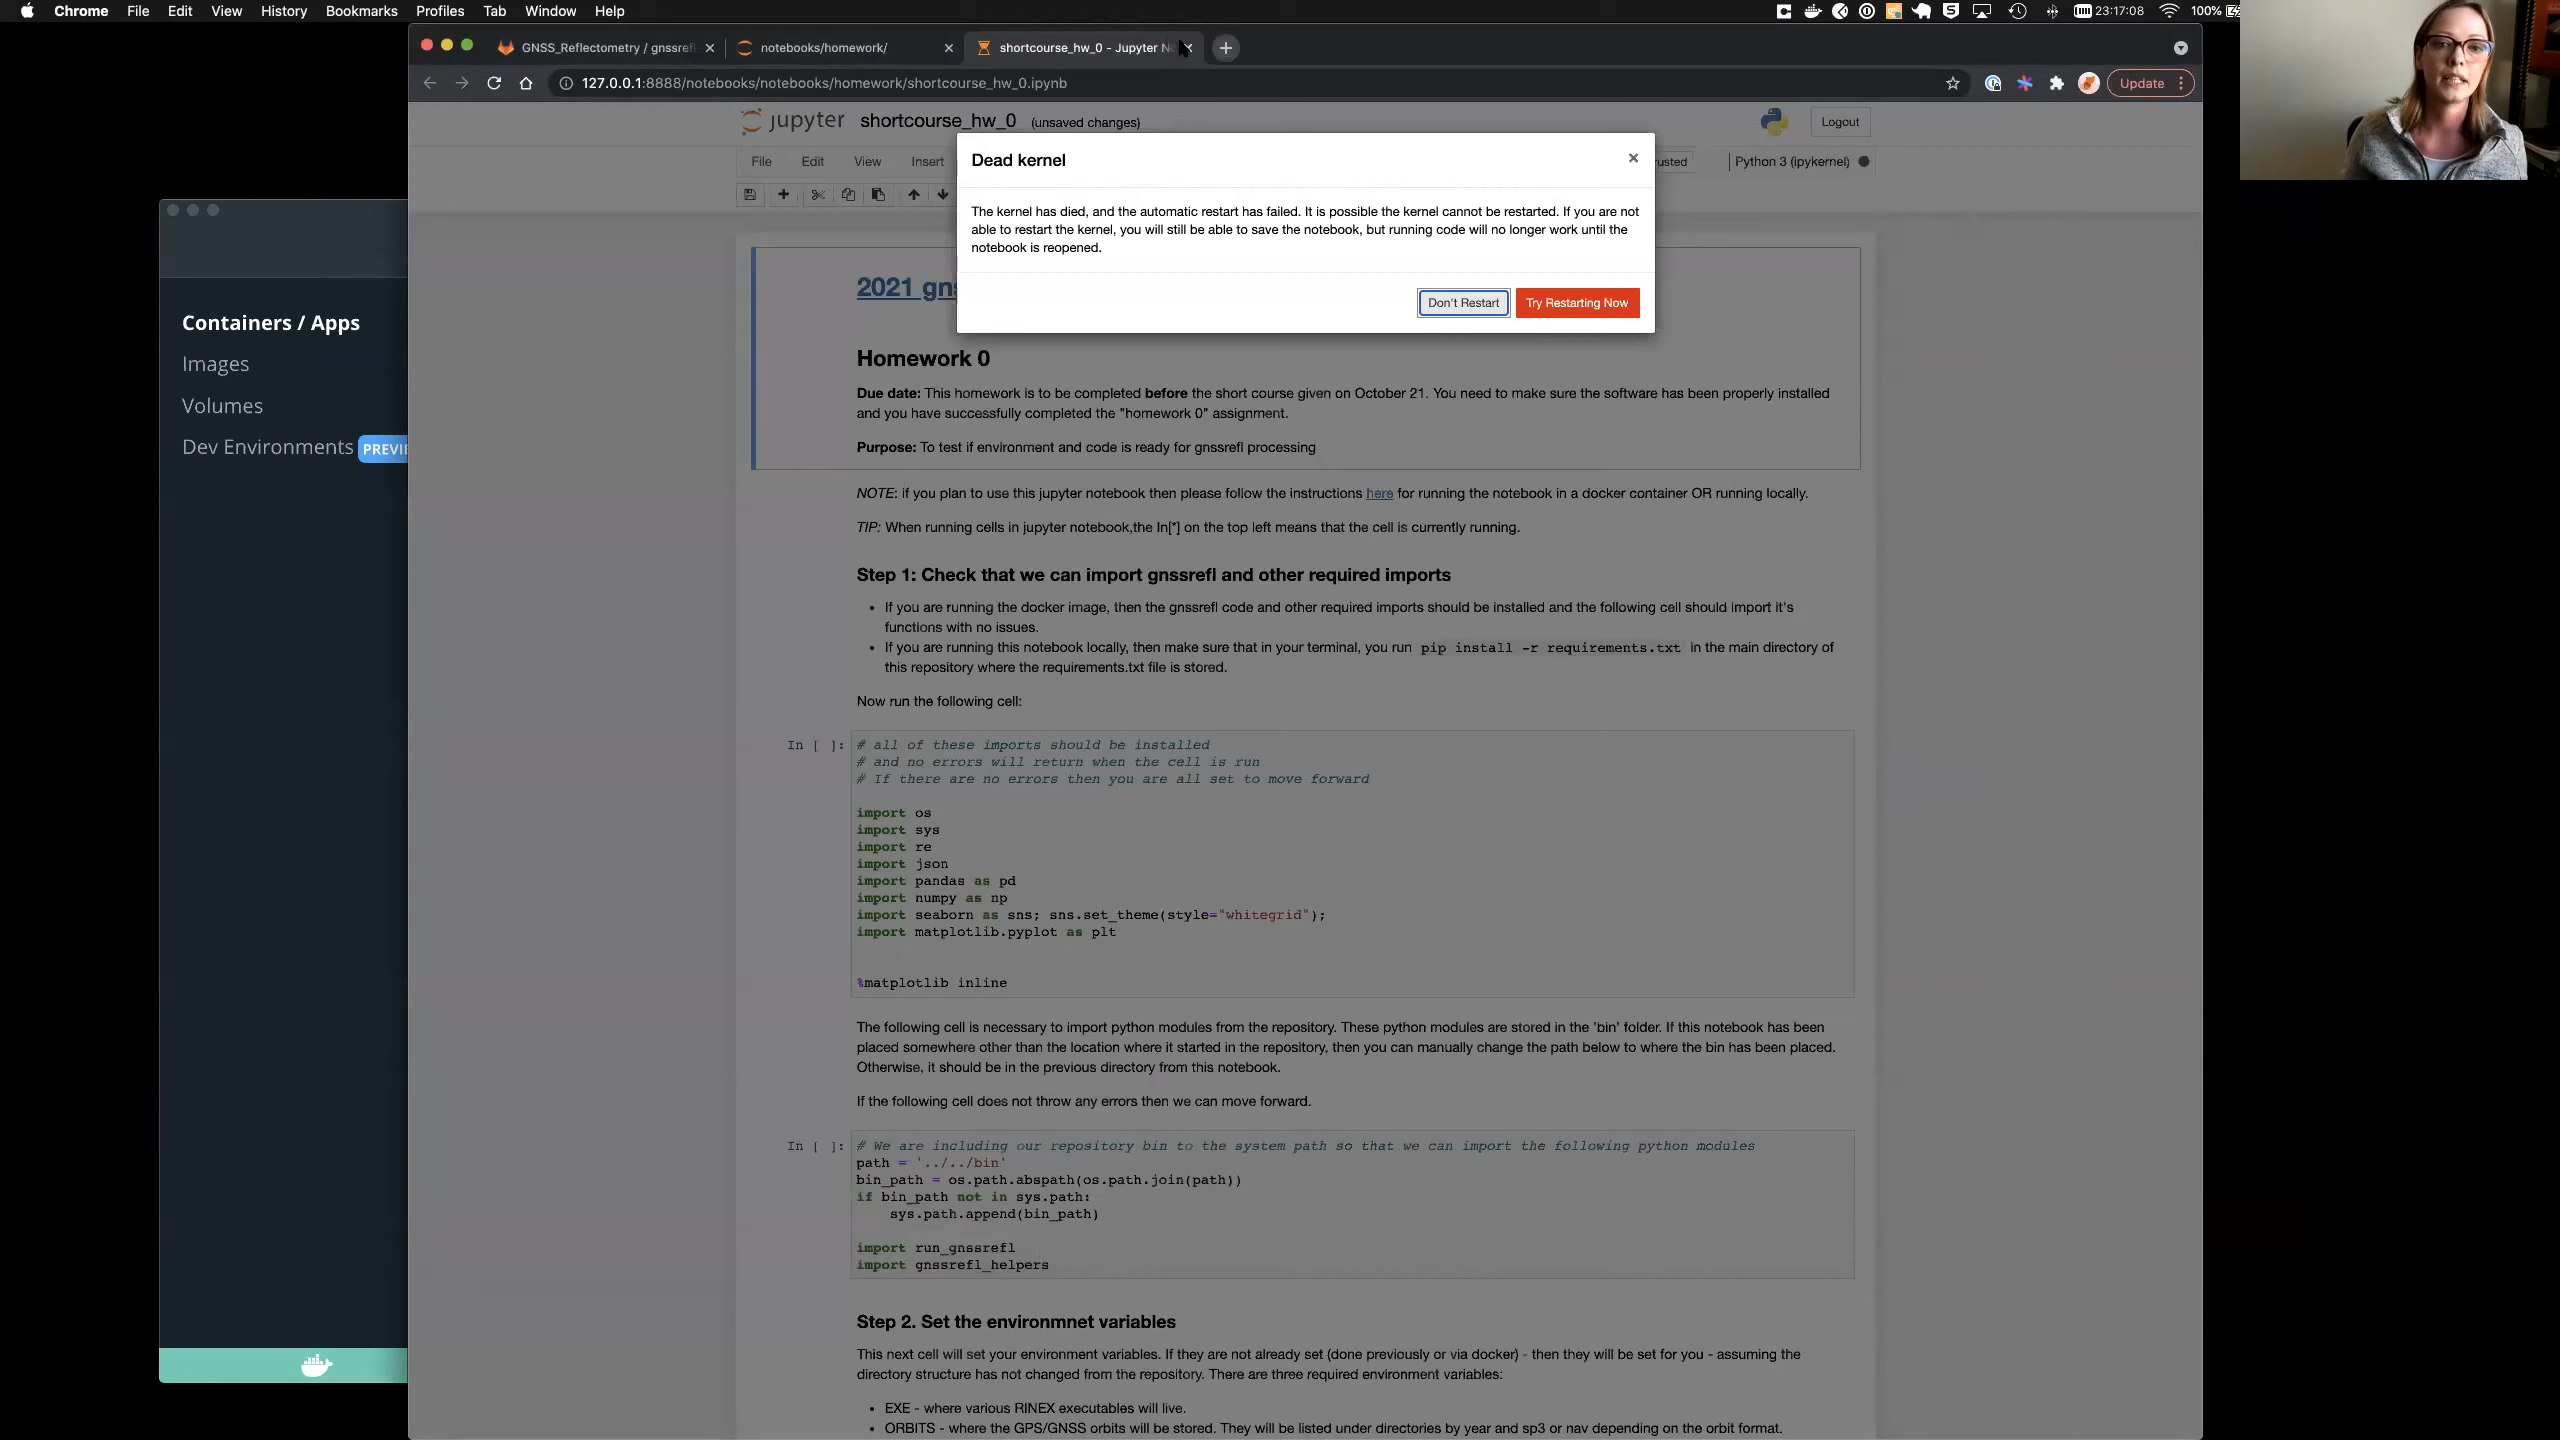 Chrome File Edit View History Bookmarks Profiles Tab Window Help
23:17:08 100%
GNSS_Reflectometry / gnssref
notebooks/homework/
shortcourse_hw_0 - Jupyter N
127.0.0.1:8888/notebooks/notebooks/homework/shortcourse_hw_0.ipynb
Update
jupyter shortcourse_hw_0 (unsaved changes)
Logout
File Edit View Insert
rusted
Python 3 (ipykernel)
Dead kernel
The kernel has died, and the automatic restart has failed. It is possible the kernel cannot be restarted. If you are not
able to restart the kernel, you will still be able to save the notebook, but running code will no longer work until the
notebook is reopened.
Don't Restart
Try Restarting Now
Containers / Apps
Images
Volumes
Dev Environments PREVI
2021 gns
Homework 0
Due date: This homework is to be completed before the short course given on October 21. You need to make sure the software has been properly installed
and you have successfully completed the "homework 0" assignment.
Purpose: To test if environment and code is ready for gnssrefl processing
NOTE: if you plan to use this jupyter notebook then please follow the instructions here for running the notebook in a docker container OR running locally.
TIP: When running cells in jupyter notebook,the In[*] on the top left means that the cell is currently running.
Step 1: Check that we can import gnssrefl and other required imports
• If you are running the docker image, then the gnssrefl code and other required imports should be installed and the following cell should import it's
functions with no issues.
• If you are running this notebook locally, then make sure that in your terminal, you run pip install -r requirements.txt in the main directory of
this repository where the requirements.txt file is stored.
Now run the following cell:
In [ ]:
# all of these imports should be installed
# and no errors will return when the cell is run
# If there are no errors then you are all set to move forward
import os
import sys
import re
import json
import pandas as pd
import numpy as np
import seaborn as sns; sns.set_theme(style="whitegrid");
import matplotlib.pyplot as plt
%matplotlib inline
The following cell is necessary to import python modules from the repository. These python modules are stored in the 'bin' folder. If this notebook has been
placed somewhere other than the location where it started in the repository, then you can manually change the path below to where the bin has been placed.
Otherwise, it should be in the previous directory from this notebook.
If the following cell does not throw any errors then we can move forward.
In [ ]:
# We are including our repository bin to the system path so that we can import the following python modules
path = '../../bin'
bin_path = os.path.abspath(os.path.join(path))
if bin_path not in sys.path:
    sys.path.append(bin_path)
import run_gnssrefl
import gnssrefl_helpers
Step 2. Set the environmnet variables
This next cell will set your environment variables. If they are not already set (done previously or via docker) - then they will be set for you - assuming the
directory structure has not changed from the repository. There are three required environment variables:
• EXE - where various RINEX executables will live.
• ORBITS - where the GPS/GNSS orbits will be stored. They will be listed under directories by year and sp3 or nav depending on the orbit format.